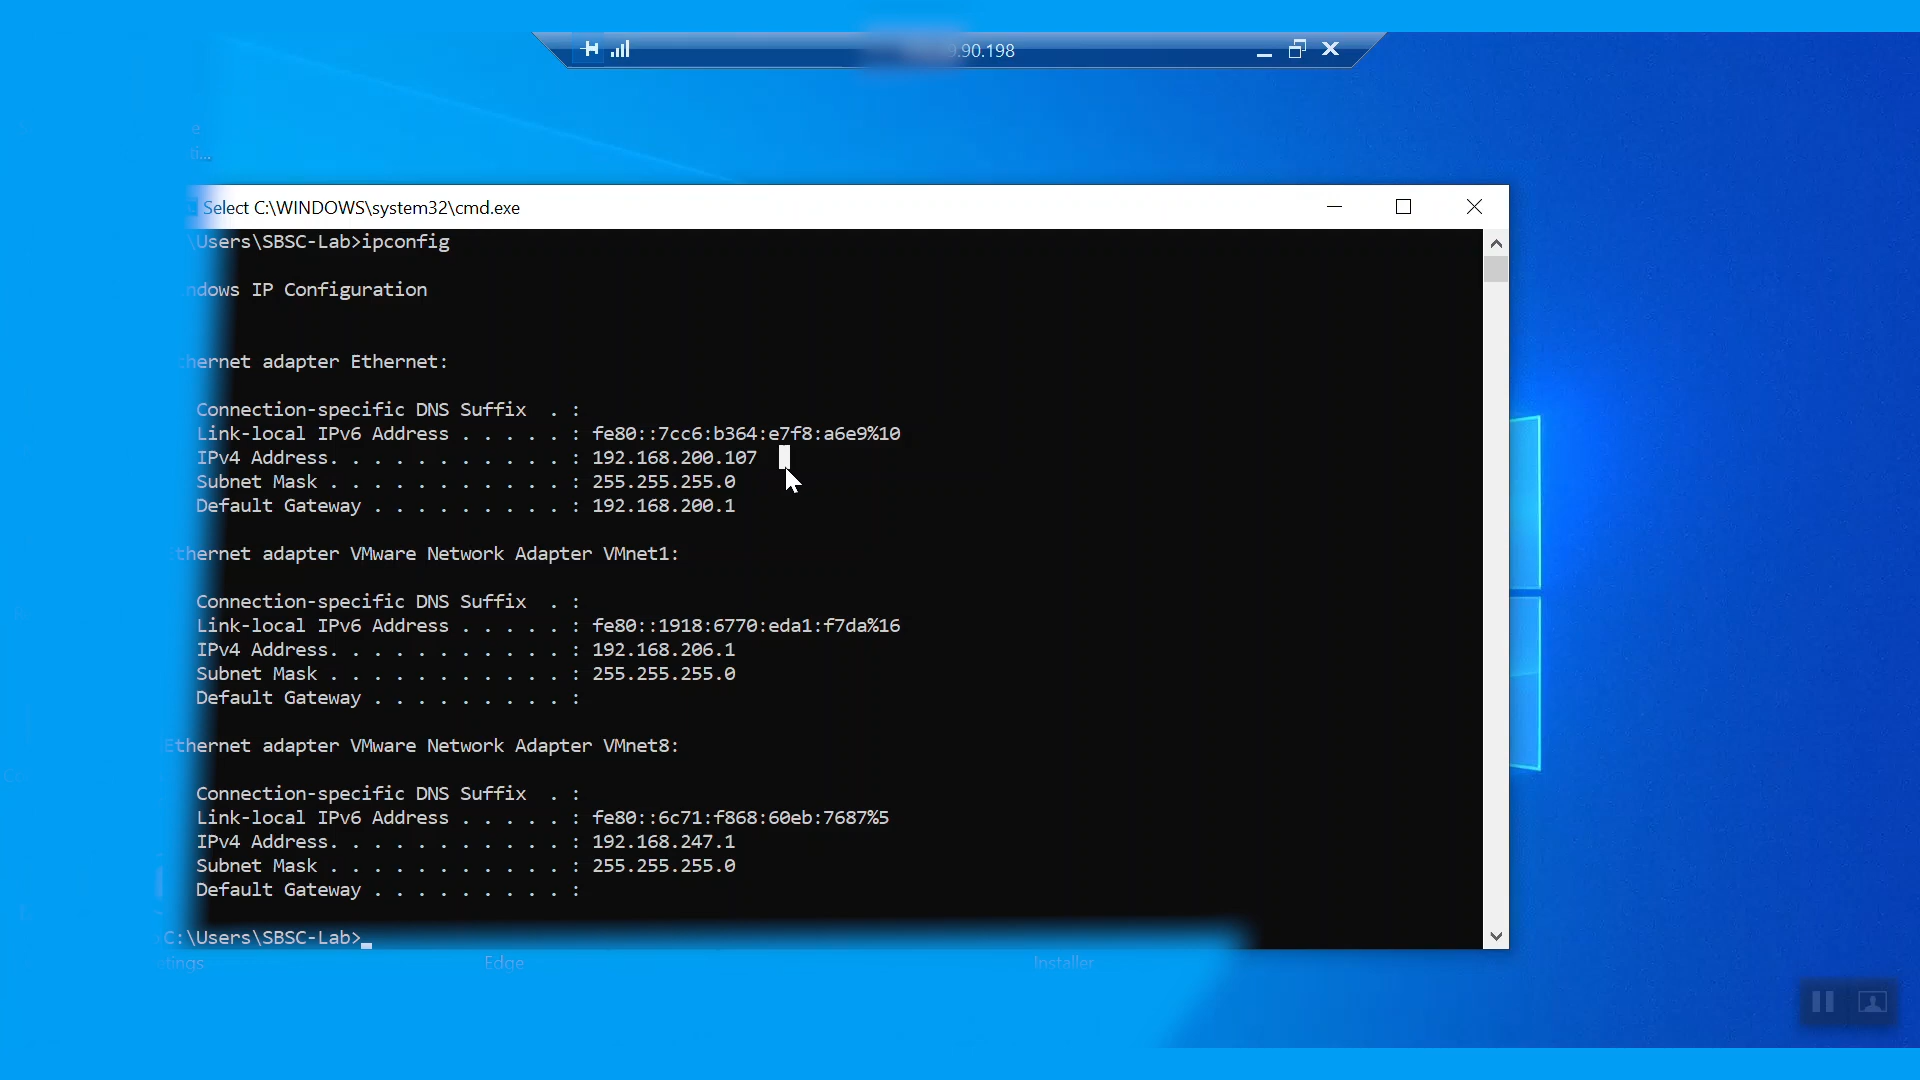 9.90.198
Select C:\WINDOWS\system32\cmd.exe
\Users\SBSC-Lab>ipconfig
ndows IP Configuration
hernet adapter Ethernet:
Connection-specific DNS Suffix  . :
Link-local IPv6 Address . . . . . : fe80::7cc6:b364:e7f8:a6e9%10
IPv4 Address. . . . . . . . . . . : 192.168.200.107
Subnet Mask . . . . . . . . . . . : 255.255.255.0
Default Gateway . . . . . . . . . : 192.168.200.1
thernet adapter VMware Network Adapter VMnet1:
Connection-specific DNS Suffix  . :
Link-local IPv6 Address . . . . . : fe80::1918:6770:eda1:f7da%16
IPv4 Address. . . . . . . . . . . : 192.168.206.1
Subnet Mask . . . . . . . . . . . : 255.255.255.0
Default Gateway . . . . . . . . . :
Ethernet adapter VMware Network Adapter VMnet8:
Connection-specific DNS Suffix  . :
Link-local IPv6 Address . . . . . : fe80::6c71:f868:60eb:7687%5
IPv4 Address. . . . . . . . . . . : 192.168.247.1
Subnet Mask . . . . . . . . . . . : 255.255.255.0
Default Gateway . . . . . . . . . :
C:\Users\SBSC-Lab>
Edge
Installer